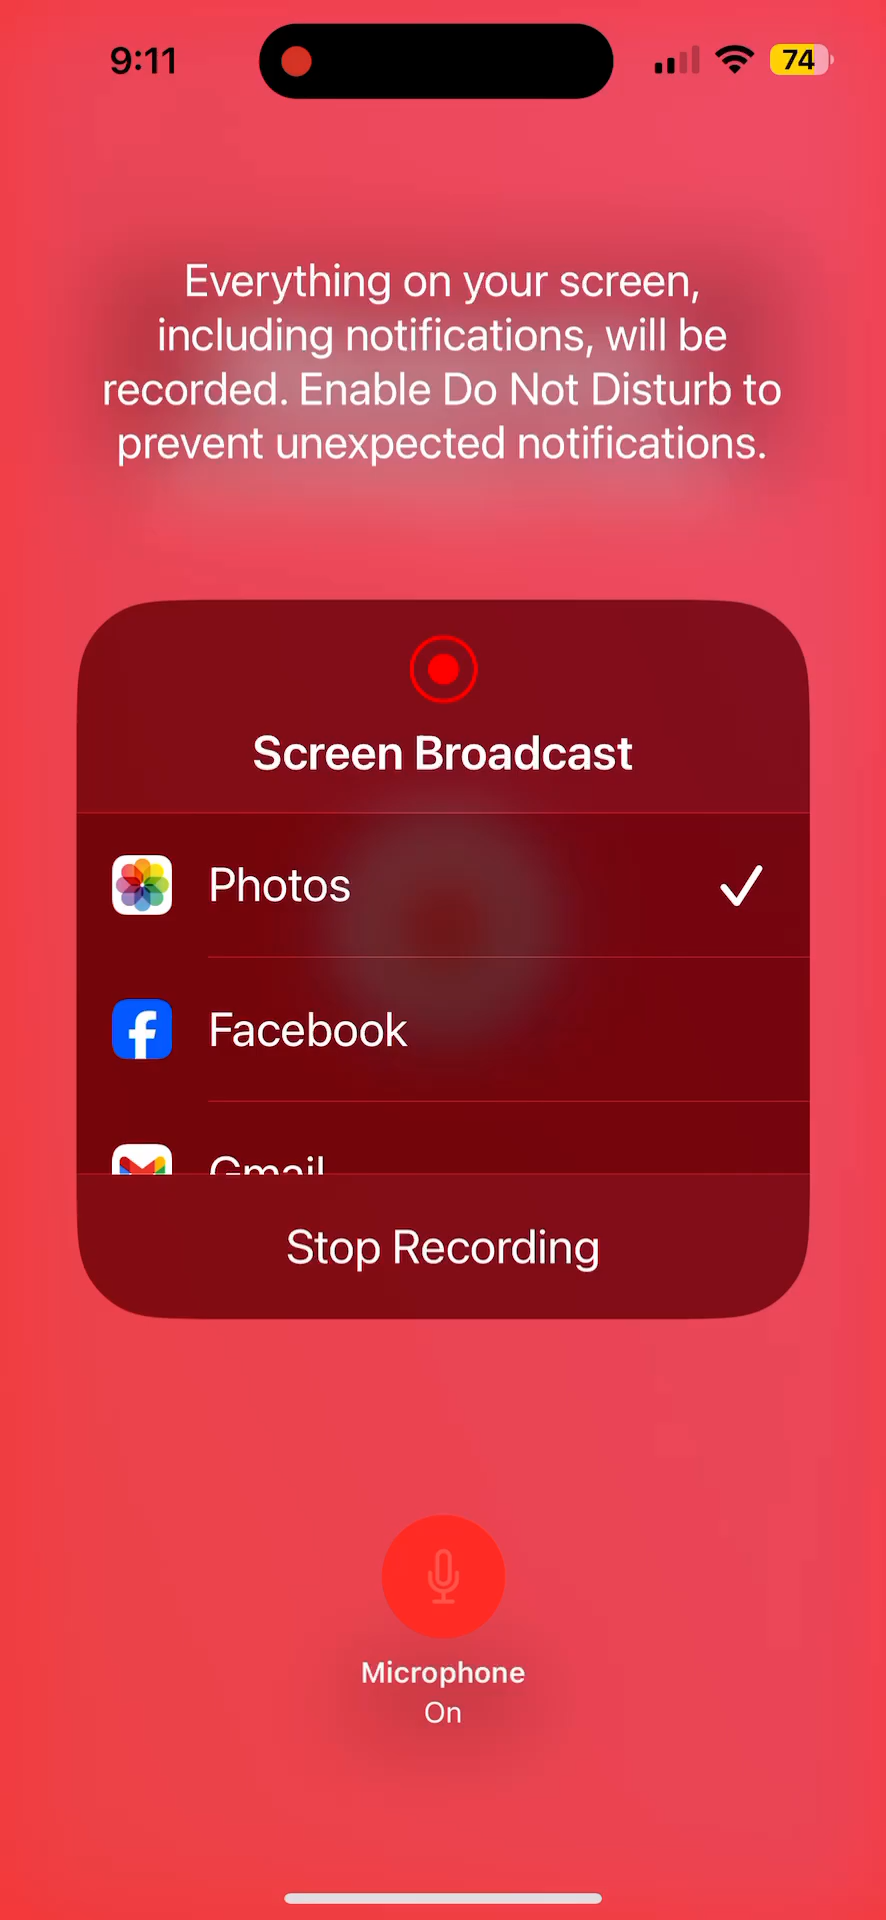 9:11
74
Everything on your screen,
including notifications, will be
recorded. Enable Do Not Disturb to
prevent unexpected notifications.
Screen Broadcast
Photos
Facebook
Gmail
Stop Recording
Microphone
On